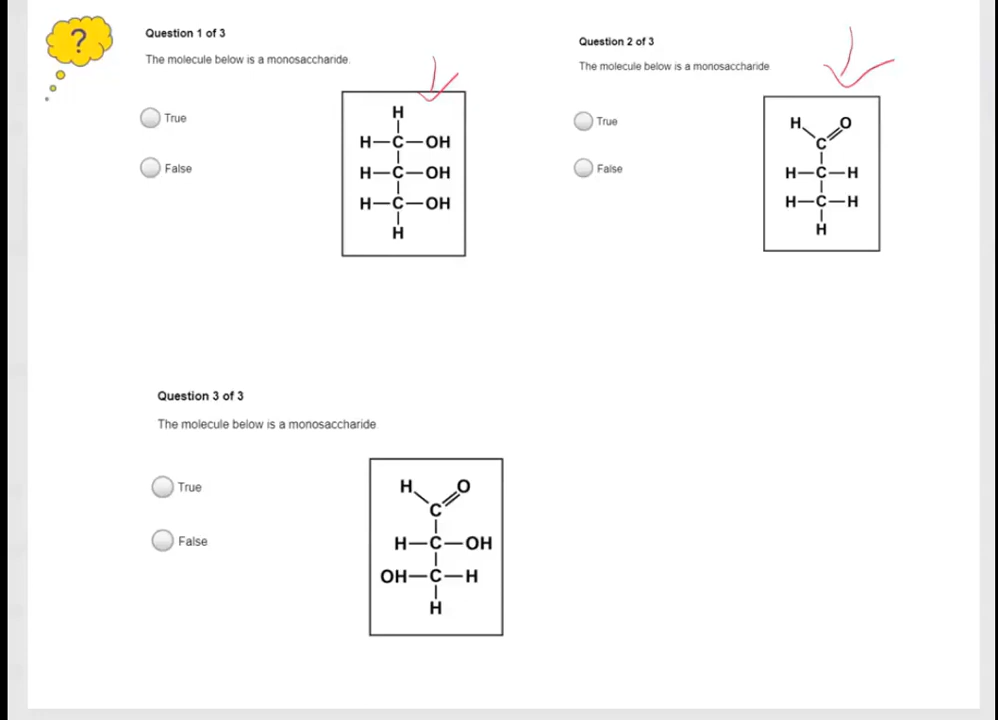 ?
Question 1 of 3
The molecule below is a monosaccharide.
True
False
H
H–C–OH
H–C–OH
H–C–OH
H
Question 2 of 3
The molecule below is a monosaccharide
True
False
H O
C
H–C–H
H–C–H
H
Question 3 of 3
The molecule below is a monosaccharide
True
False
H O
C
H–C–OH
OH–C–H
H